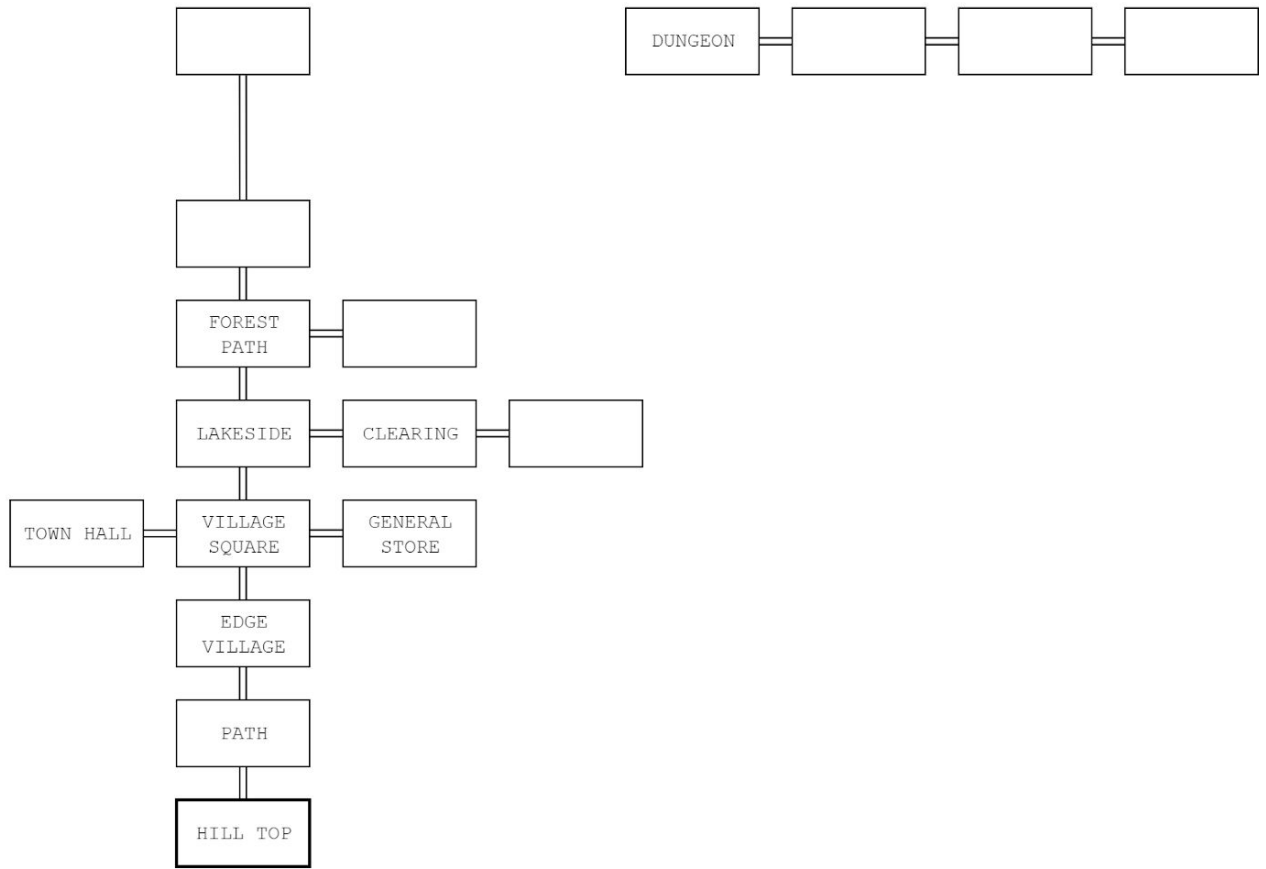 DUNGEON
FOREST
PATH
LAKESIDE
CLEARING
TOWN HALL
VILLAGE
SQUARE
GENERAL
STORE
EDGE
VILLAGE
PATH
HILL TOP